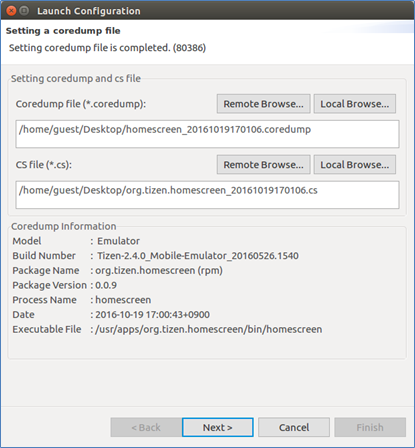 Launch Configuration
Setting a coredump file
Setting coredump file is completed. (80386)
Setting coredump and cs file
Coredump file (*.coredump): Remote Browse... Local Browse...
/home/guest/Desktop/homescreen_20161019170106.coredump
CS file (*.cs): Remote Browse... Local Browse...
/home/guest/Desktop/org.tizen.homescreen_20161019170106.cs
Coredump Information
Model : Emulator
Build Number : Tizen-2.4.0_Mobile-Emulator_20160526.1540
Package Name : org.tizen.homescreen (rpm)
Package Version : 0.0.9
Process Name : homescreen
Date : 2016-10-19 17:00:43+0900
Executable File : /usr/apps/org.tizen.homescreen/bin/homescreen
< Back Next > Cancel Finish